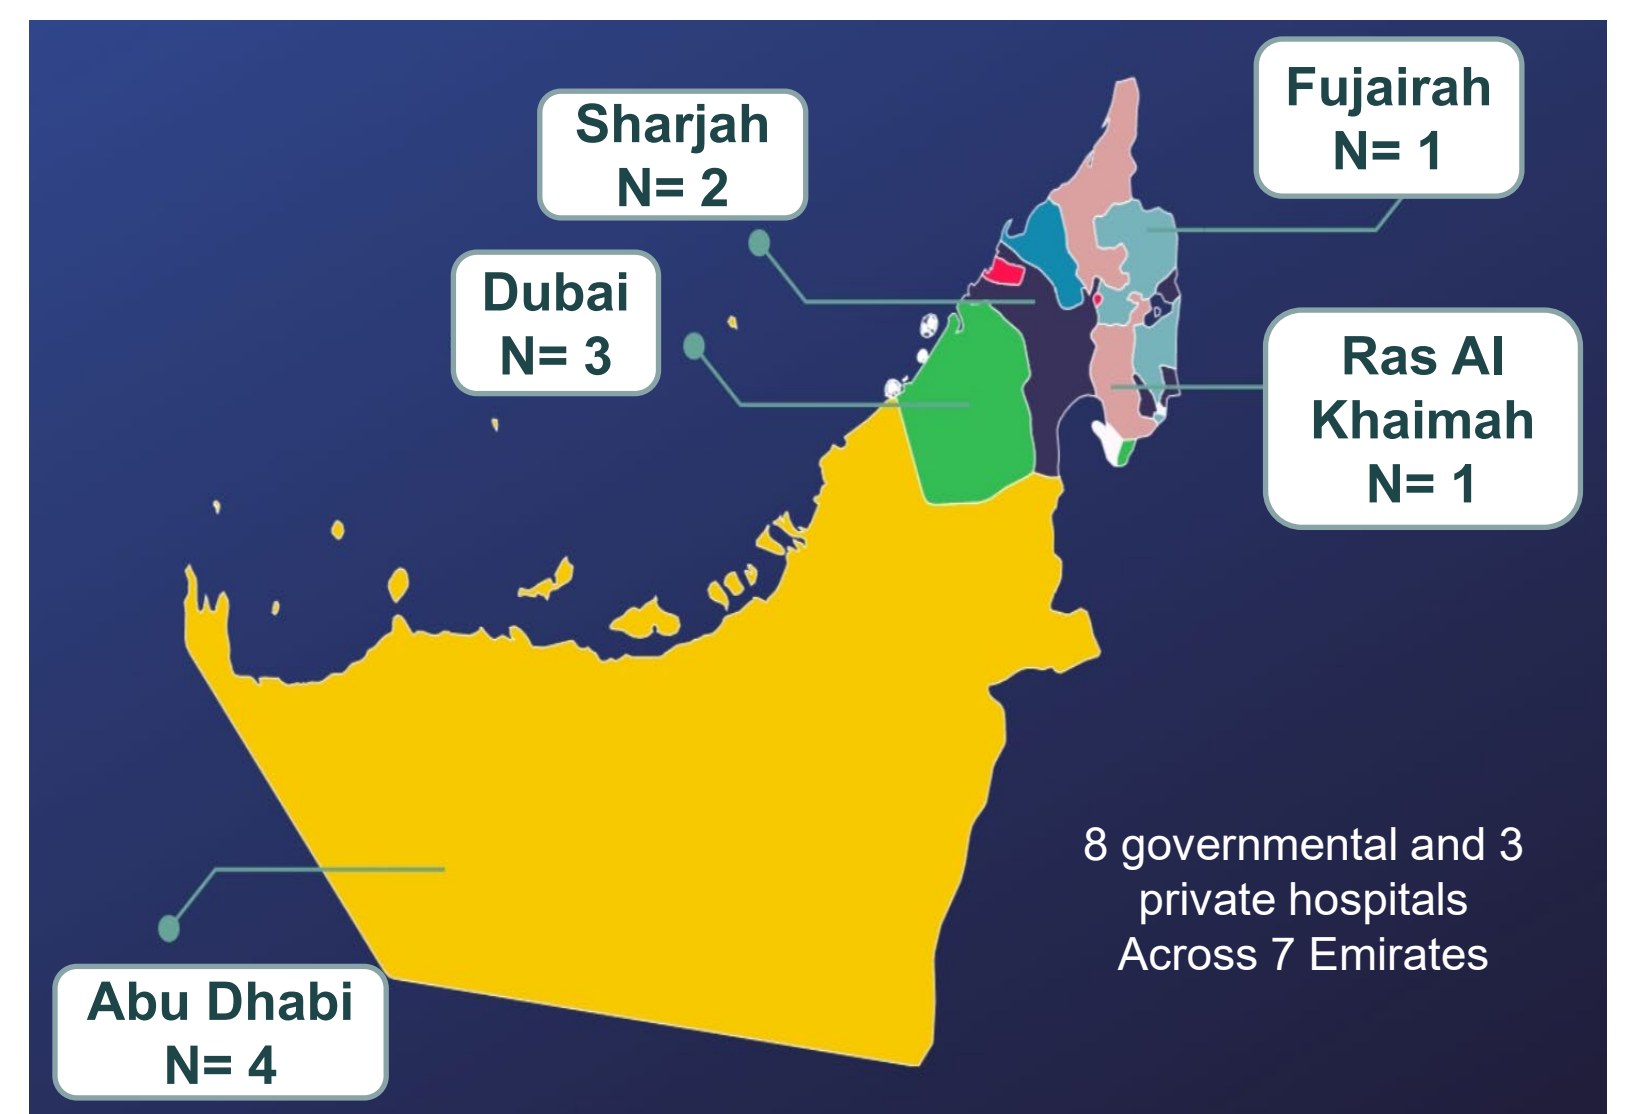 Sharjah
N= 2
Fujairah
N= 1
Dubai
N= 3
Ras Al
Khaimah
N= 1
8 governmental and 3
private hospitals
Across 7 Emirates
Abu Dhabi
N= 4